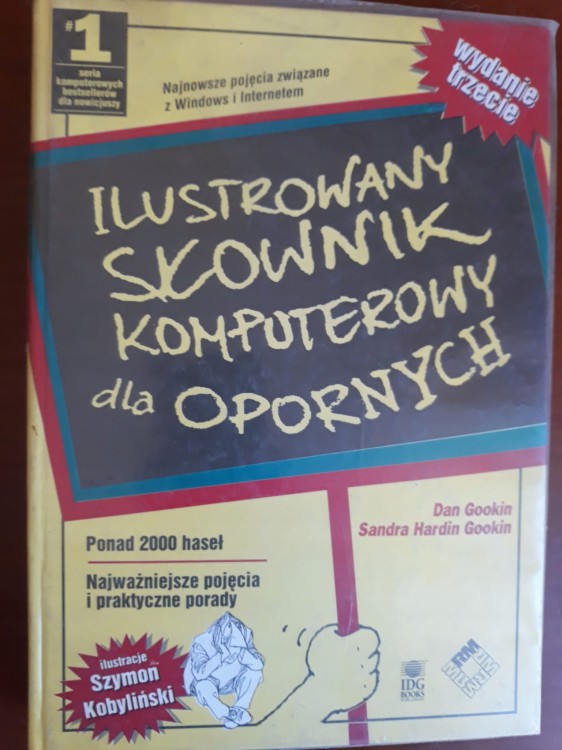 #1
seria
komputerowych
bestsellerów
dla nowicjuszy
Najnowsze pojęcia związane
z Windows i Internetem
wydanie
trzecie
ILUSTROWANY
SŁOWNIK
KOMPUTEROWY
dla OPORNYCH
Dan Gookin
Sandra Hardin Gookin
Ponad 2000 haseł
Najważniejsze pojęcia
i praktyczne porady
ilustracje
Szymon
Kobyliński
IDG
BOOKS
RM